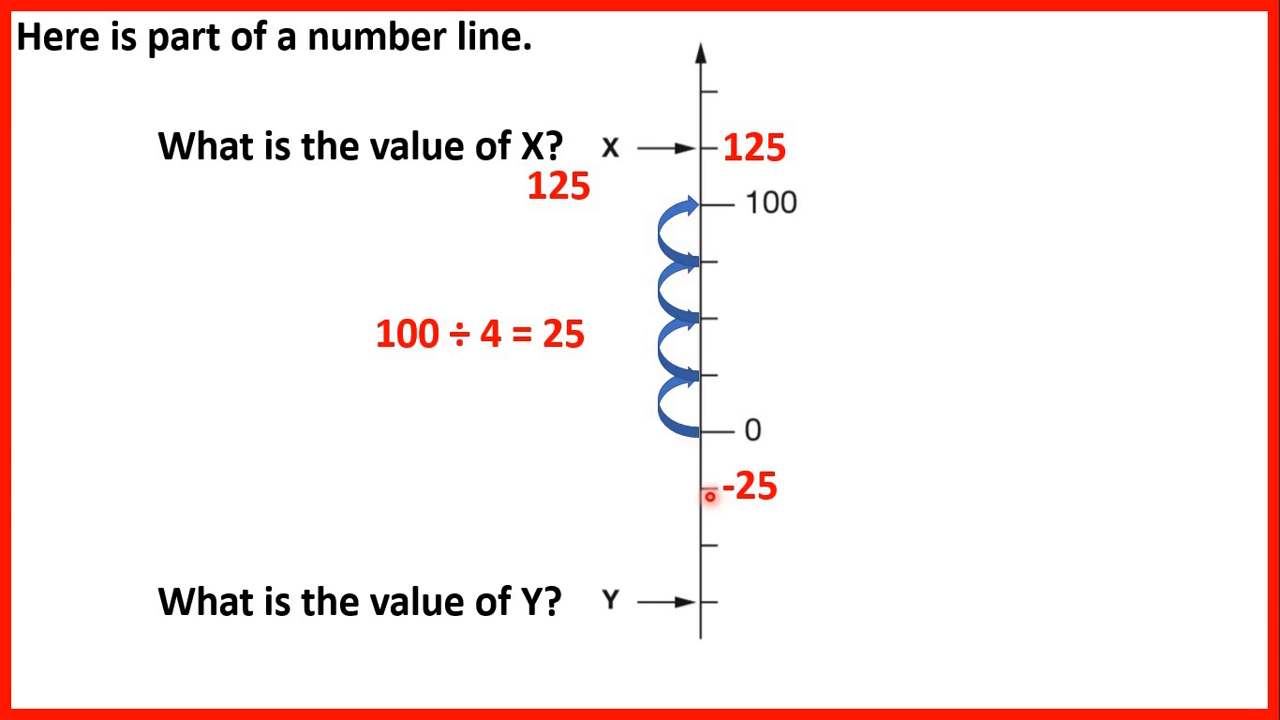 Here is part of a number line.
What is the value of X? X 125
125
100
100 ÷ 4 = 25
0
-25
What is the value of Y? Y